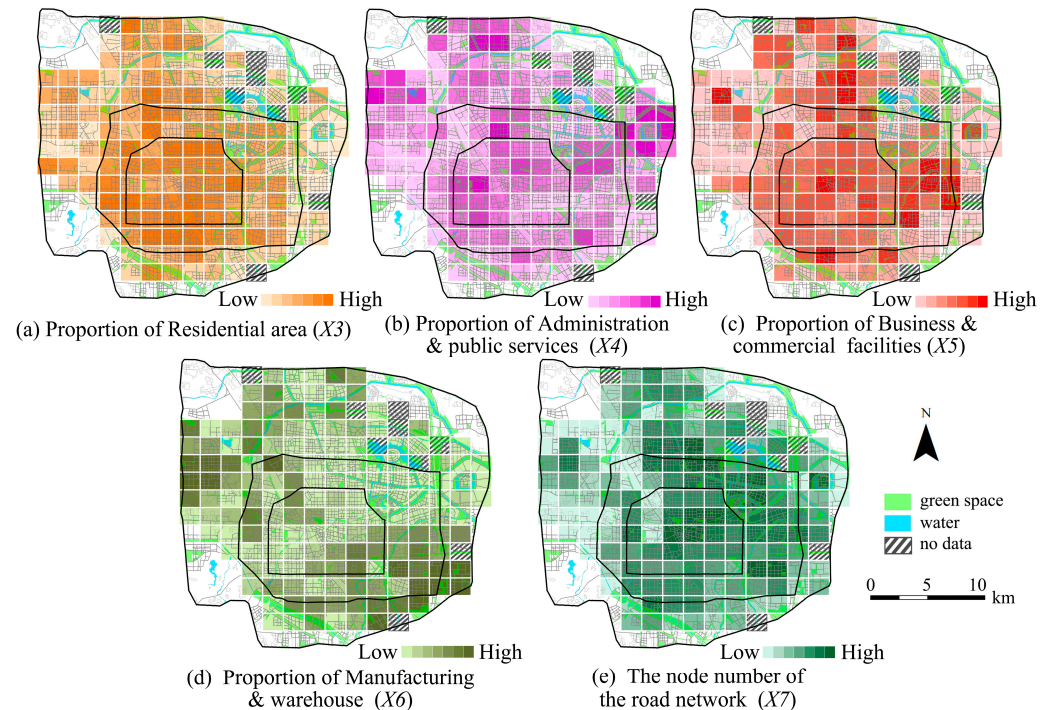 Low High
(a) Proportion of Residential area (X3)
Low High
(b) Proportion of Administration
& public services (X4)
Low High
(c) Proportion of Business &
commercial facilities (X5)
Low High
(d) Proportion of Manufacturing
& warehouse (X6)
Low High
(e) The node number of
the road network (X7)
N
green space
water
no data
0 5 10
km